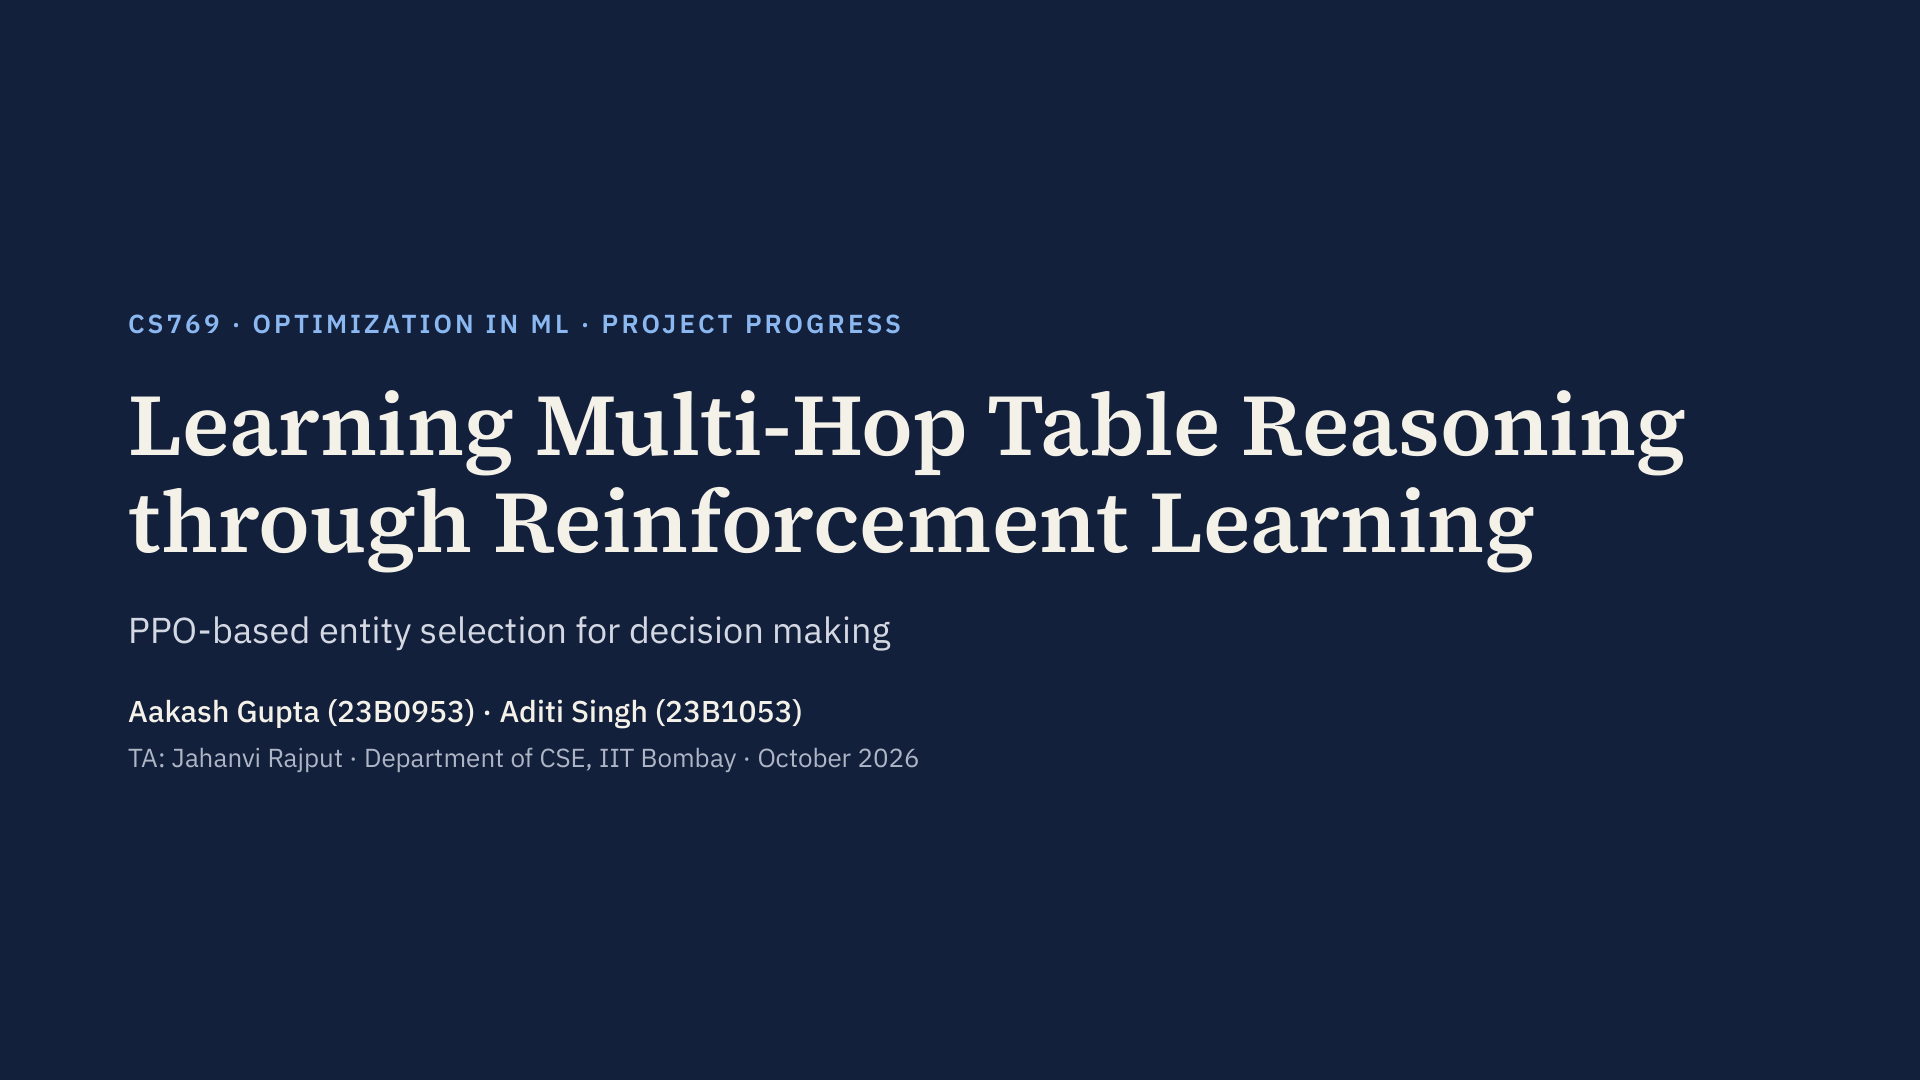 CS769 · OPTIMIZATION IN ML · PROJECT PROGRESS
Learning Multi-Hop Table Reasoning
through Reinforcement Learning
PPO-based entity selection for decision making
Aakash Gupta (23B0953) · Aditi Singh (23B1053)
TA: Jahanvi Rajput · Department of CSE, IIT Bombay · October 2026